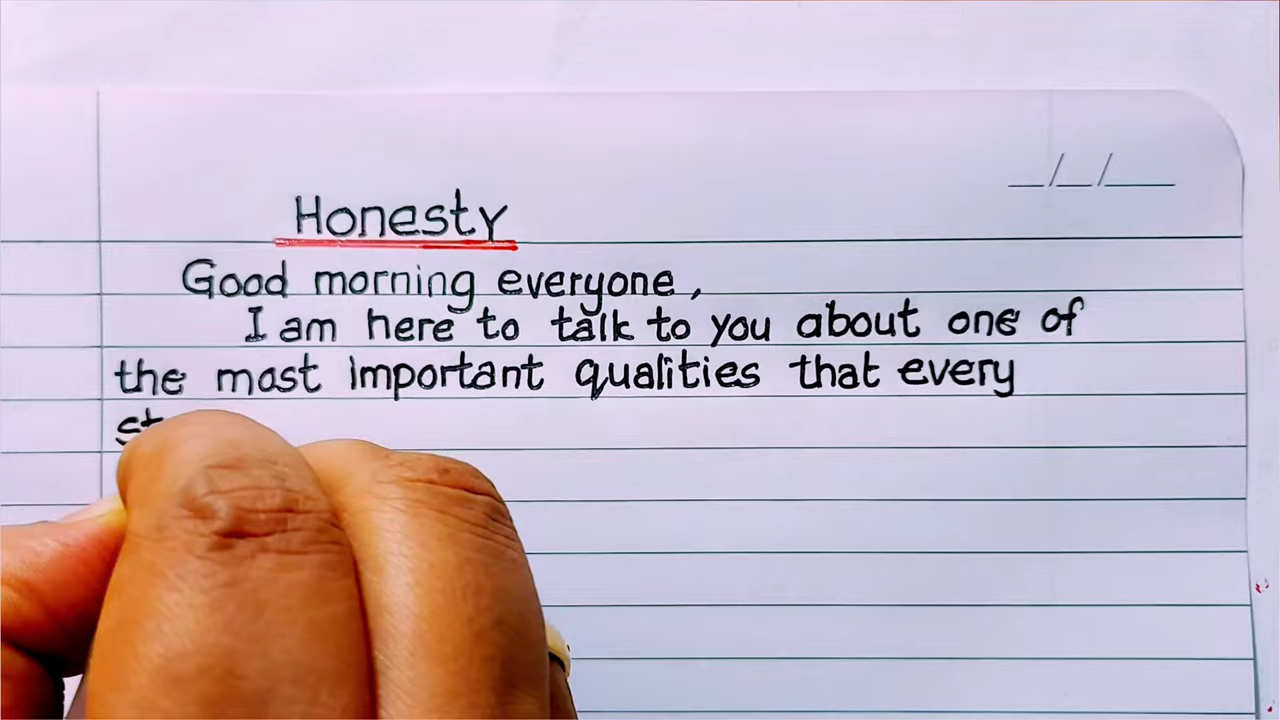 Honesty
Good morning everyone,
I am here to talk to you about one of
the most important qualities that every
st